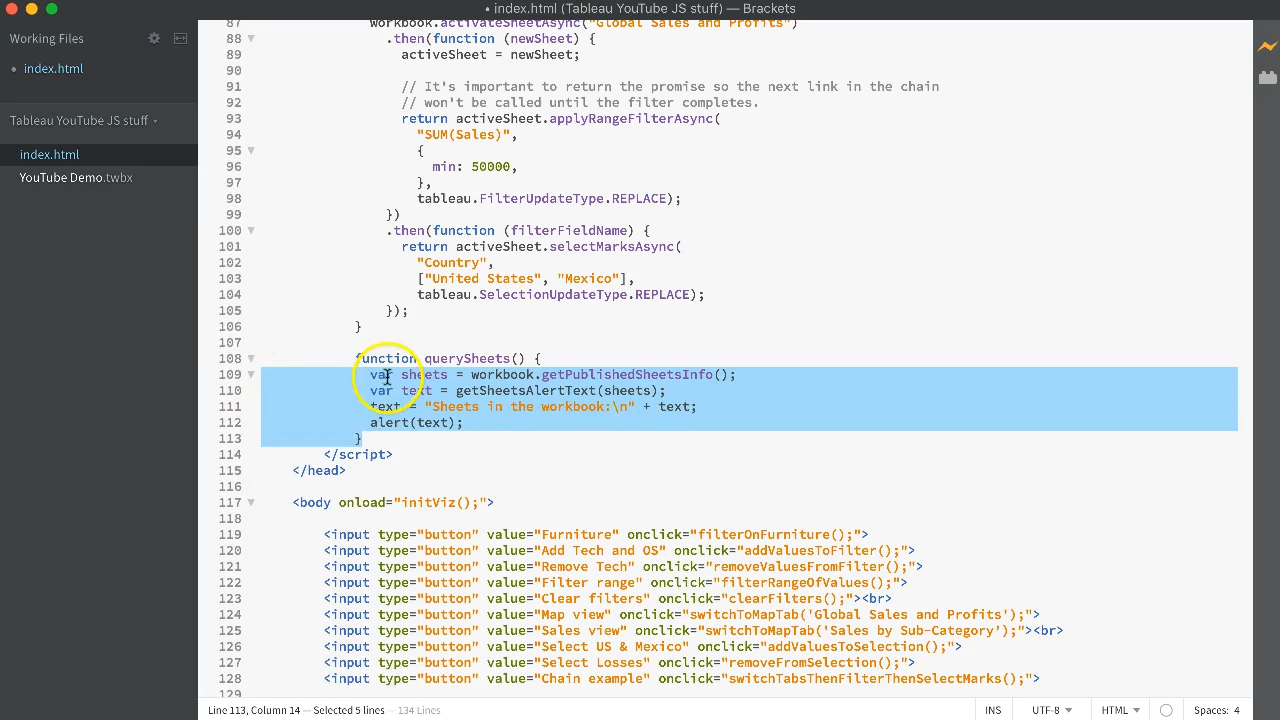 • index.html (Tableau YouTube JS stuff) — Brackets
Working Files
• index.html
Tableau YouTube JS stuff
index.html
YouTube Demo.twbx
87 workbook.activateSheetAsync("Global Sales and Profits")
88 .then(function (newSheet) {
89 activeSheet = newSheet;
90
91 // It's important to return the promise so the next link in the chain
92 // won't be called until the filter completes.
93 return activeSheet.applyRangeFilterAsync(
94 "SUM(Sales)",
95 {
96 min: 50000,
97 },
98 tableau.FilterUpdateType.REPLACE);
99 })
100 .then(function (filterFieldName) {
101 return activeSheet.selectMarksAsync(
102 "Country",
103 ["United States", "Mexico"],
104 tableau.SelectionUpdateType.REPLACE);
105 });
106 }
107
108 function querySheets() {
109 var sheets = workbook.getPublishedSheetsInfo();
110 var text = getSheetsAlertText(sheets);
111 text = "Sheets in the workbook:\n" + text;
112 alert(text);
113 }
114 </script>
115 </head>
116
117 <body onload="initViz();">
118
119 <input type="button" value="Furniture" onclick="filterOnFurniture();">
120 <input type="button" value="Add Tech and OS" onclick="addValuesToFilter();">
121 <input type="button" value="Remove Tech" onclick="removeValuesFromFilter();">
122 <input type="button" value="Filter range" onclick="filterRangeOfValues();">
123 <input type="button" value="Clear filters" onclick="clearFilters();"><br>
124 <input type="button" value="Map view" onclick="switchToMapTab('Global Sales and Profits');">
125 <input type="button" value="Sales view" onclick="switchToMapTab('Sales by Sub-Category');"><br>
126 <input type="button" value="Select US & Mexico" onclick="addValuesToSelection();">
127 <input type="button" value="Select Losses" onclick="removeFromSelection();">
128 <input type="button" value="Chain example" onclick="switchTabsThenFilterThenSelectMarks();">
129
Line 113, Column 14 — Selected 5 lines — 134 Lines
INS UTF-8 HTML Spaces: 4